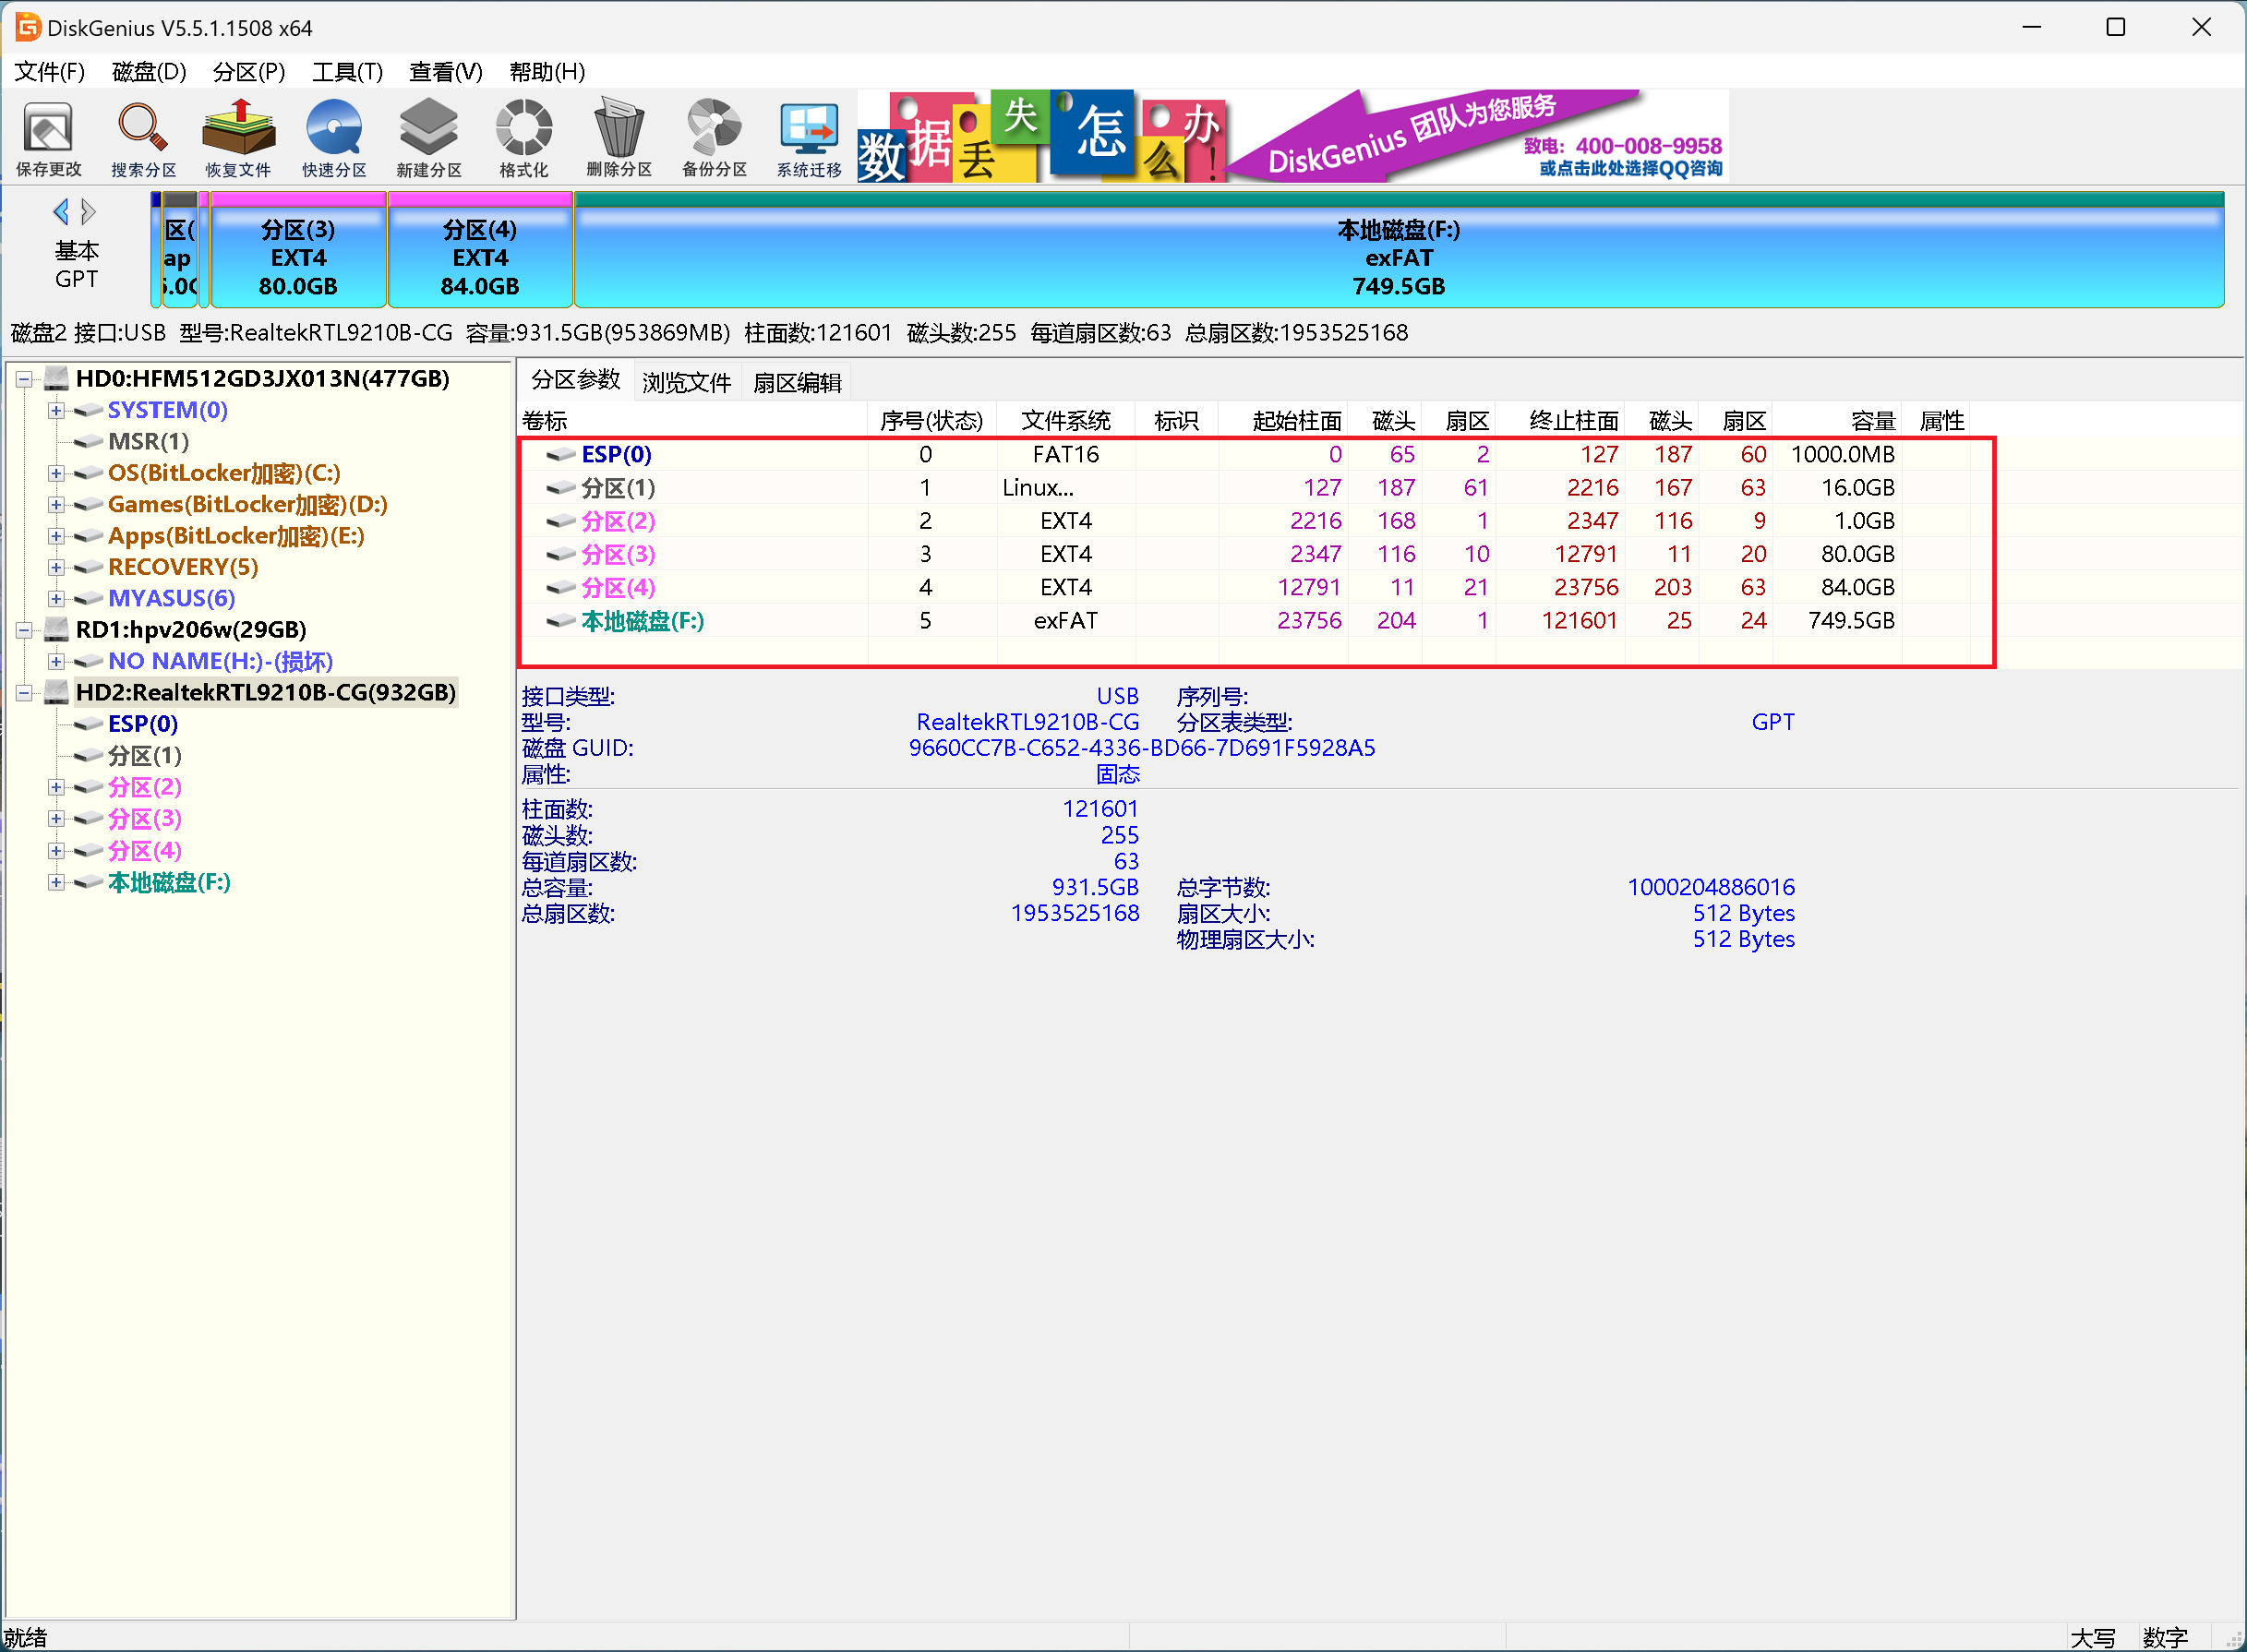 DiskGenius V5.5.1.1508 x64
文件(F) 磁盘(D) 分区(P) 工具(T) 查看(V) 帮助(H)
保存更改 搜索分区 恢复文件 快速分区 新建分区 格式化 删除分区 备份分区 系统迁移
数据丢失怎么办!
DiskGenius 团队为您服务
致电: 400-008-9958
或点击此处选择QQ咨询
基本
GPT
区(
ap
分区(3)
EXT4
80.0GB
分区(4)
EXT4
84.0GB
本地磁盘(F:)
exFAT
749.5GB
磁盘2 接口:USB 型号:RealtekRTL9210B-CG 容量:931.5GB(953869MB) 柱面数:121601 磁头数:255 每道扇区数:63 总扇区数:1953525168
HD0:HFM512GD3JX013N(477GB)
SYSTEM(0)
MSR(1)
OS(BitLocker加密)(C:)
Games(BitLocker加密)(D:)
Apps(BitLocker加密)(E:)
RECOVERY(5)
MYASUS(6)
RD1:hpv206w(29GB)
NO NAME(H:)-(损坏)
HD2:RealtekRTL9210B-CG(932GB)
ESP(0)
分区(1)
分区(2)
分区(3)
分区(4)
本地磁盘(F:)
分区参数 浏览文件 扇区编辑
卷标 序号(状态) 文件系统 标识 起始柱面 磁头 扇区 终止柱面 磁头 扇区 容量 属性
ESP(0) 0 FAT16 0 65 2 127 187 60 1000.0MB
分区(1) 1 Linux... 127 187 61 2216 167 63 16.0GB
分区(2) 2 EXT4 2216 168 1 2347 116 9 1.0GB
分区(3) 3 EXT4 2347 116 10 12791 11 20 80.0GB
分区(4) 4 EXT4 12791 11 21 23756 203 63 84.0GB
本地磁盘(F:) 5 exFAT 23756 204 1 121601 25 24 749.5GB
接口类型: USB 序列号:
型号: RealtekRTL9210B-CG 分区表类型: GPT
磁盘 GUID: 9660CC7B-C652-4336-BD66-7D691F5928A5
属性: 固态
柱面数: 121601
磁头数: 255
每道扇区数: 63
总容量: 931.5GB 总字节数: 1000204886016
总扇区数: 1953525168 扇区大小: 512 Bytes
物理扇区大小: 512 Bytes
就绪 大写 数字